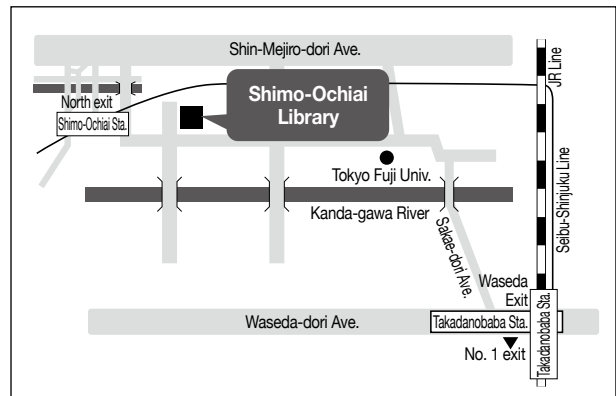 Shin-Mejiro-dori Ave.
JR Line
North exit
Shimo-Ochiai Sta.
Shimo-Ochiai
Library
Tokyo Fuji Univ.
Kanda-gawa River
Sakae-dori Ave.
Seibu-Shinjuku Line
Waseda
Exit
Waseda-dori Ave.
Takadanobaba Sta.
Takadanobaba Sta.
No. 1 exit